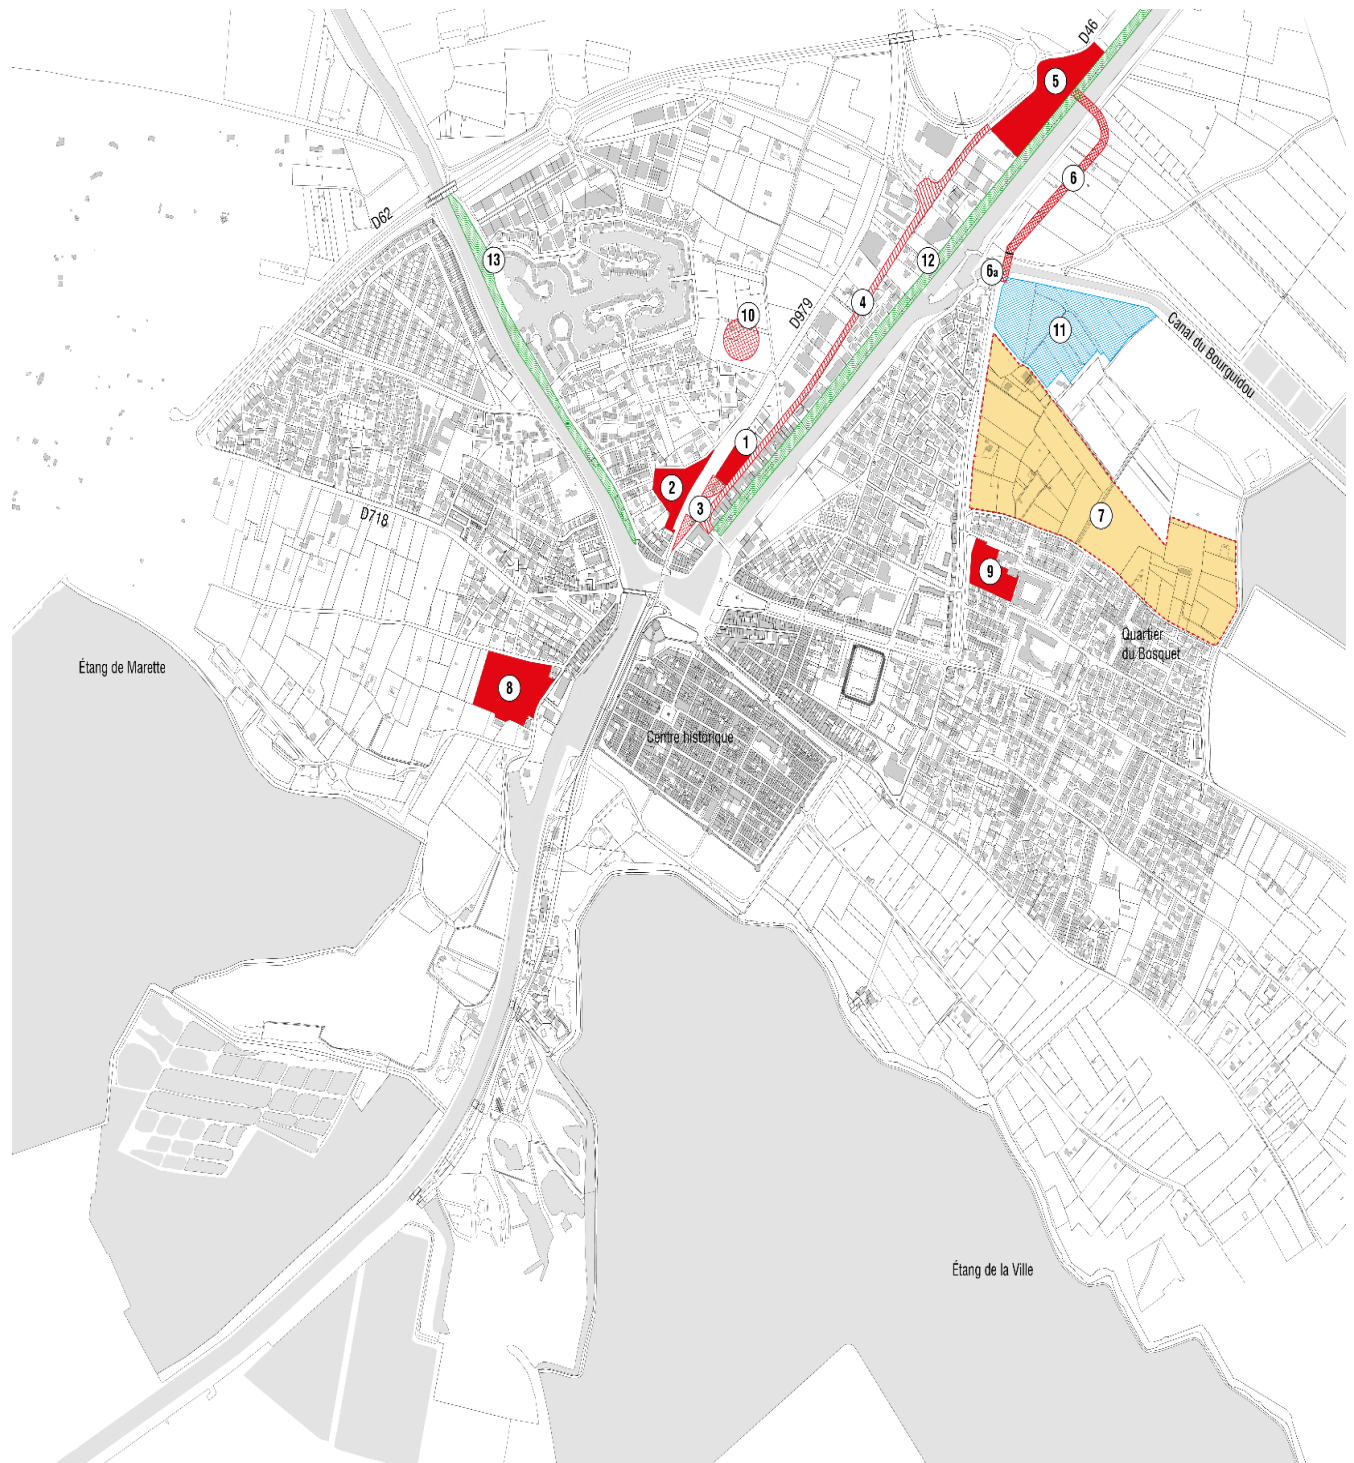 D46
5
6
D62
13
12
6a
4
10
D979
11
Canal du Bourguidou
1
2
3
7
D718
9
Quartier
du Bosquet
Étang de Marette
8
Centre historique
Étang de la Ville